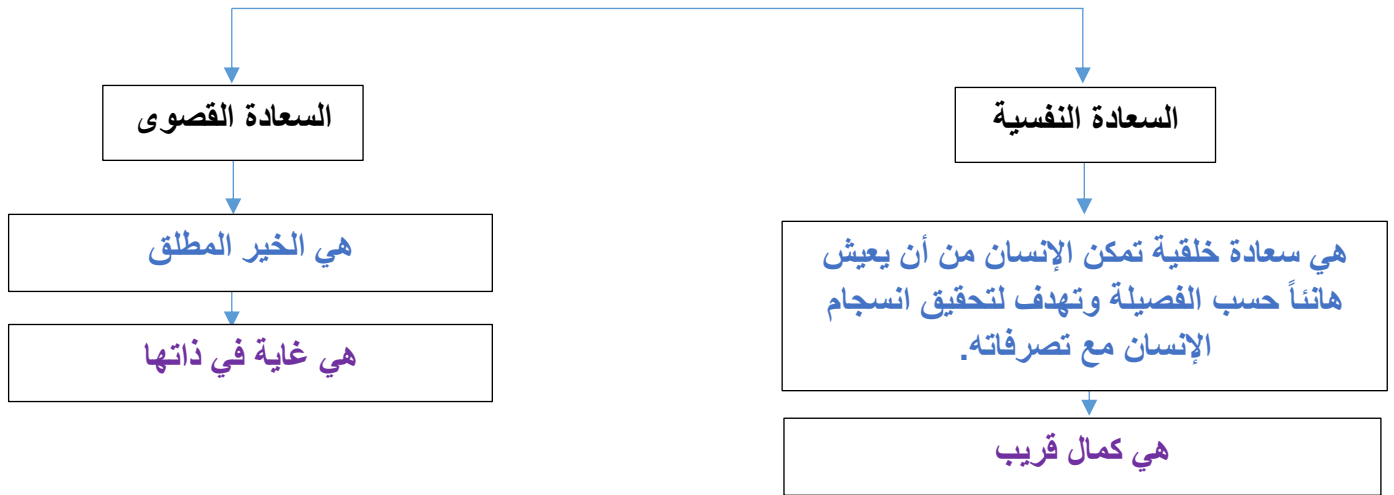 السعادة النفسية
هي سعادة خلقية تمكن الإنسان من أن يعيش
هانئاً حسب الفصيلة وتهدف لتحقيق انسجام
الإنسان مع تصرفاته.
هي كمال قريب
السعادة القصوى
هي الخير المطلق
هي غاية في ذاتها